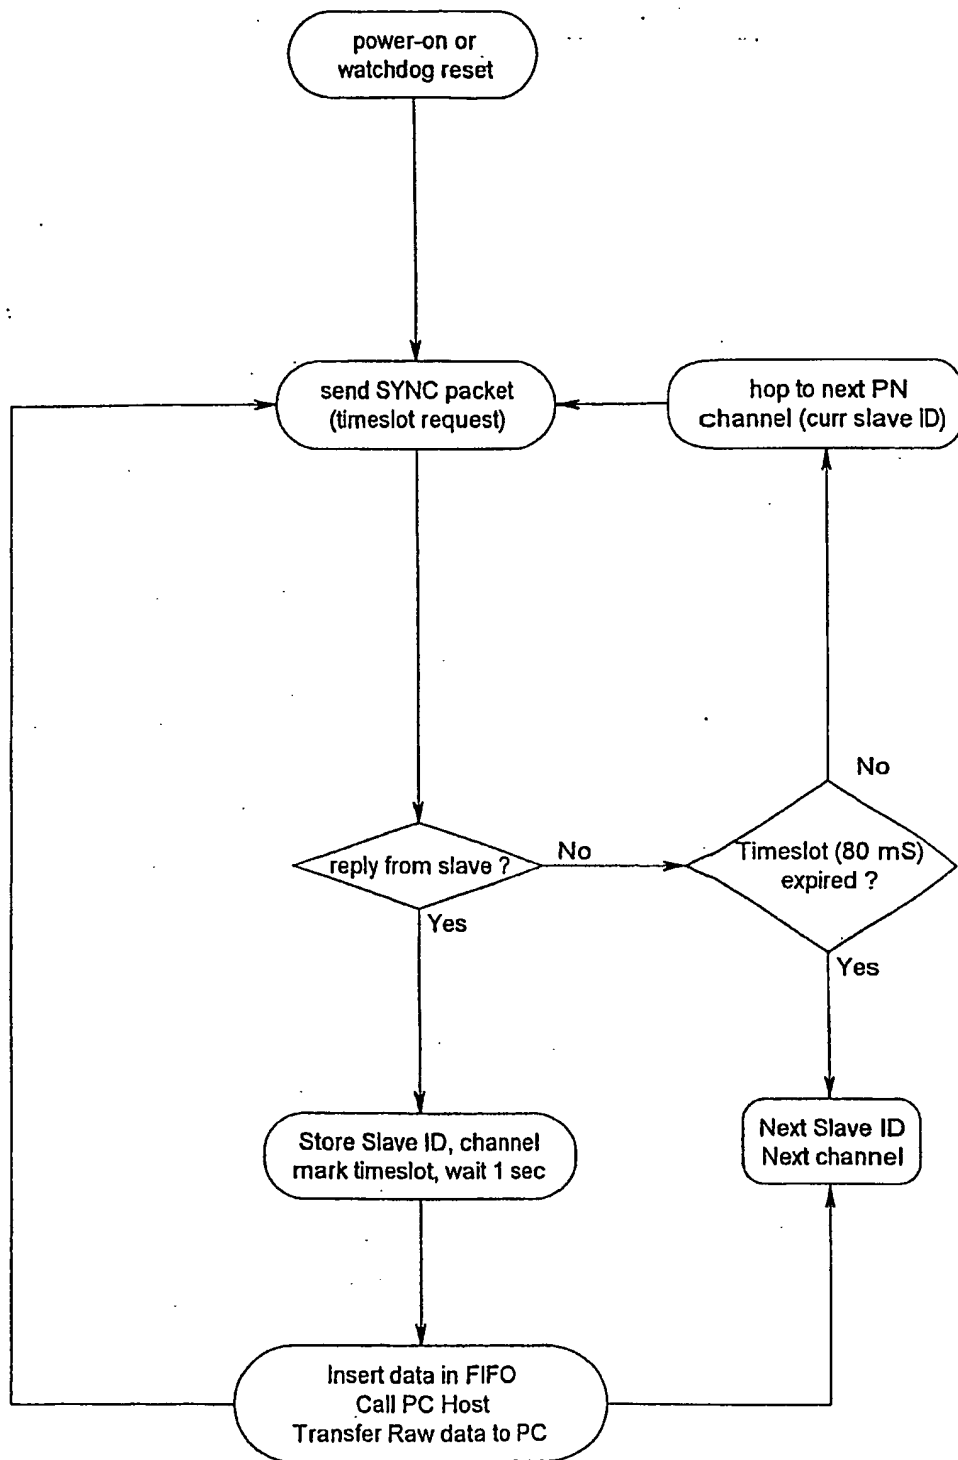 power-on or
watchdog reset
send SYNC packet
(timeslot request)
hop to next PN
channel (curr slave ID)
No
reply from slave ?
No
Timeslot (80 mS)
expired ?
Yes
Yes
Store Slave ID, channel
mark timeslot, wait 1 sec
Next Slave ID
Next channel
Insert data in FIFO
Call PC Host
Transfer Raw data to PC